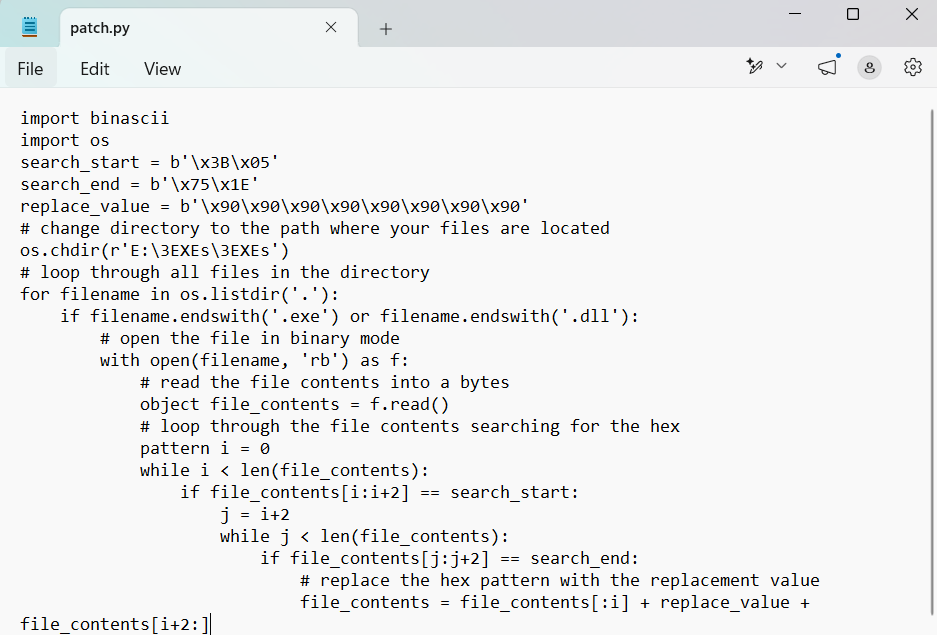 patch.py
File Edit View
import binascii
import os
search_start = b'\x3B\x05'
search_end = b'\x75\x1E'
replace_value = b'\x90\x90\x90\x90\x90\x90\x90\x90'
# change directory to the path where your files are located
os.chdir(r'E:\3EXEs\3EXEs')
# loop through all files in the directory
for filename in os.listdir('.'):
    if filename.endswith('.exe') or filename.endswith('.dll'):
        # open the file in binary mode
        with open(filename, 'rb') as f:
            # read the file contents into a bytes
            object file_contents = f.read()
            # loop through the file contents searching for the hex
            pattern i = 0
            while i < len(file_contents):
                if file_contents[i:i+2] == search_start:
                    j = i+2
                    while j < len(file_contents):
                        if file_contents[j:j+2] == search_end:
                            # replace the hex pattern with the replacement value
                            file_contents = file_contents[:i] + replace_value +
file_contents[i+2:]